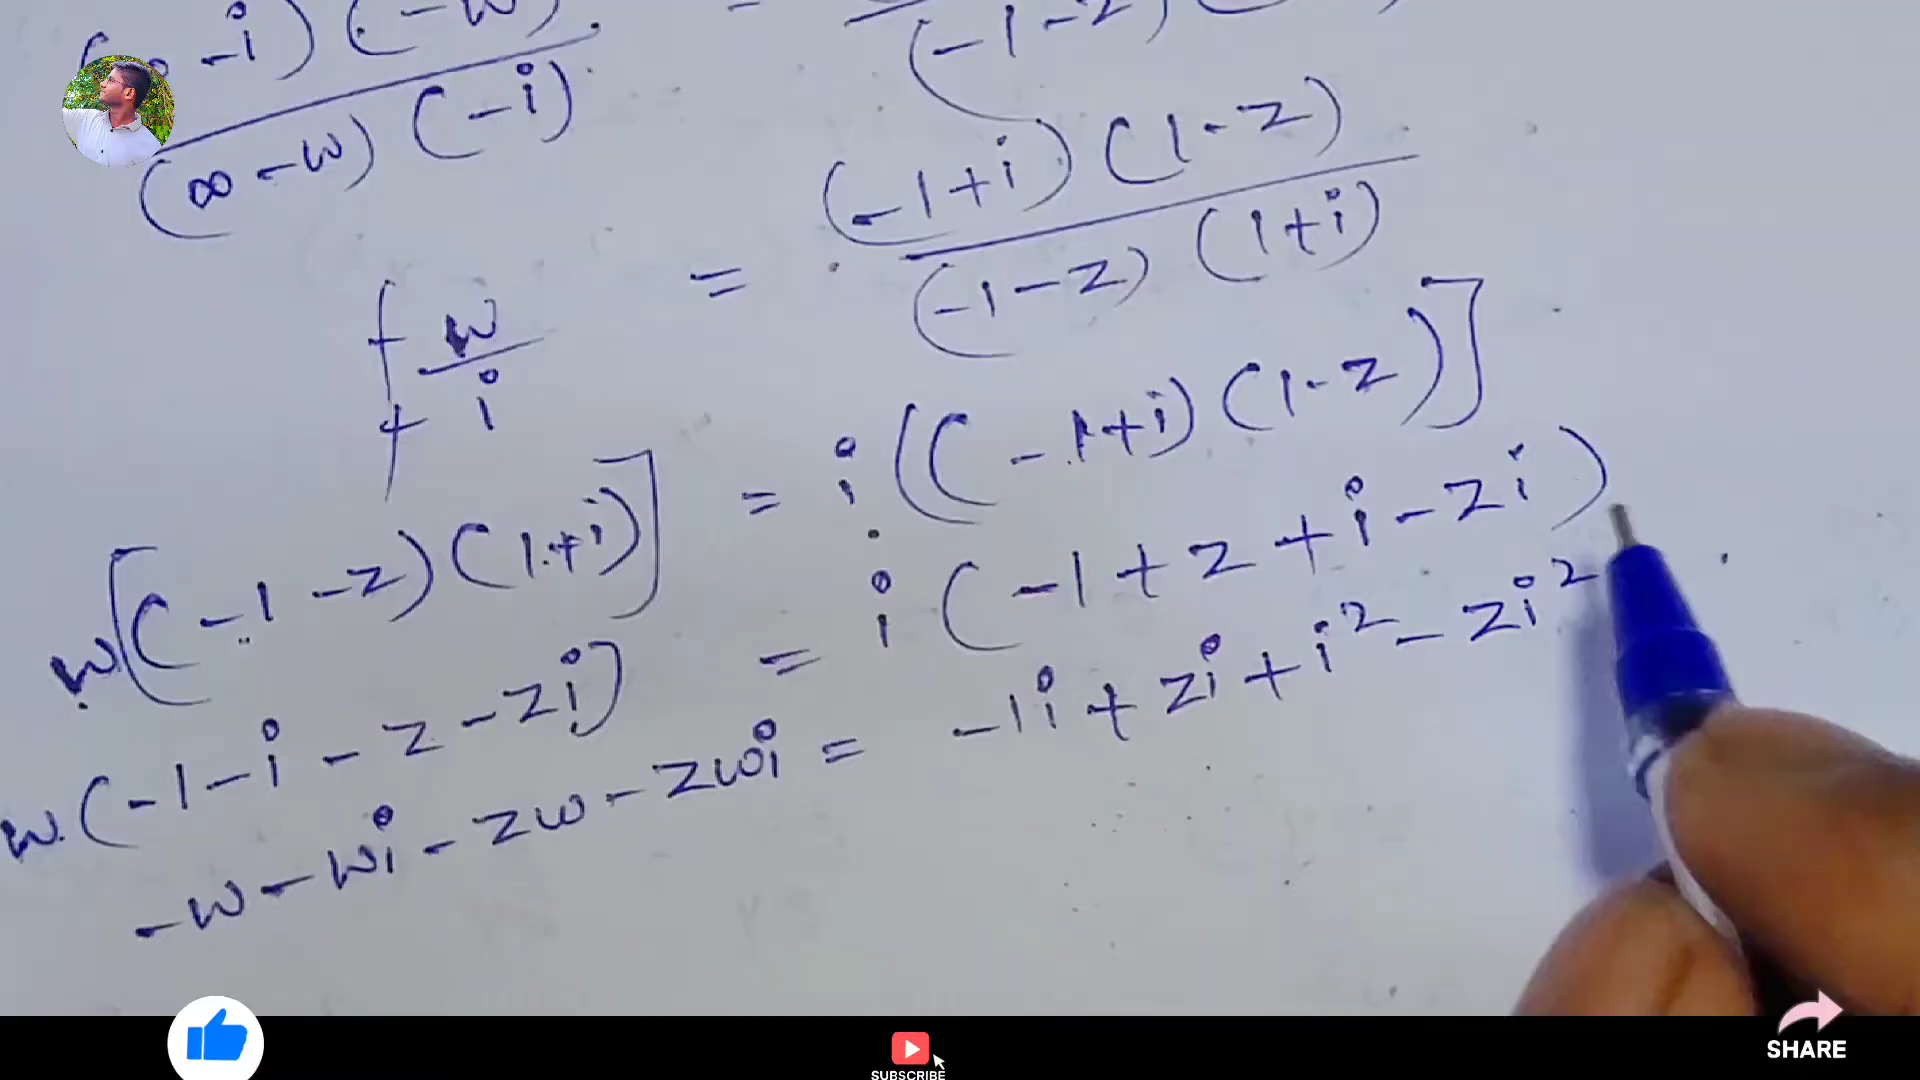 -i) (-w) = (-1-z)
(∞-w) (-i)
w/i = (-1+i) (1-z) / (-1-z) (1+i)
w[(-1-z)(1+i)] = i((-1+i)(1-z))]
w(-1-i-z-zi) = i(-1+z+i-zi)
-w-wi-zw-zwi = -1i+zi+i²-zi²
SUBSCRIBE
SHARE